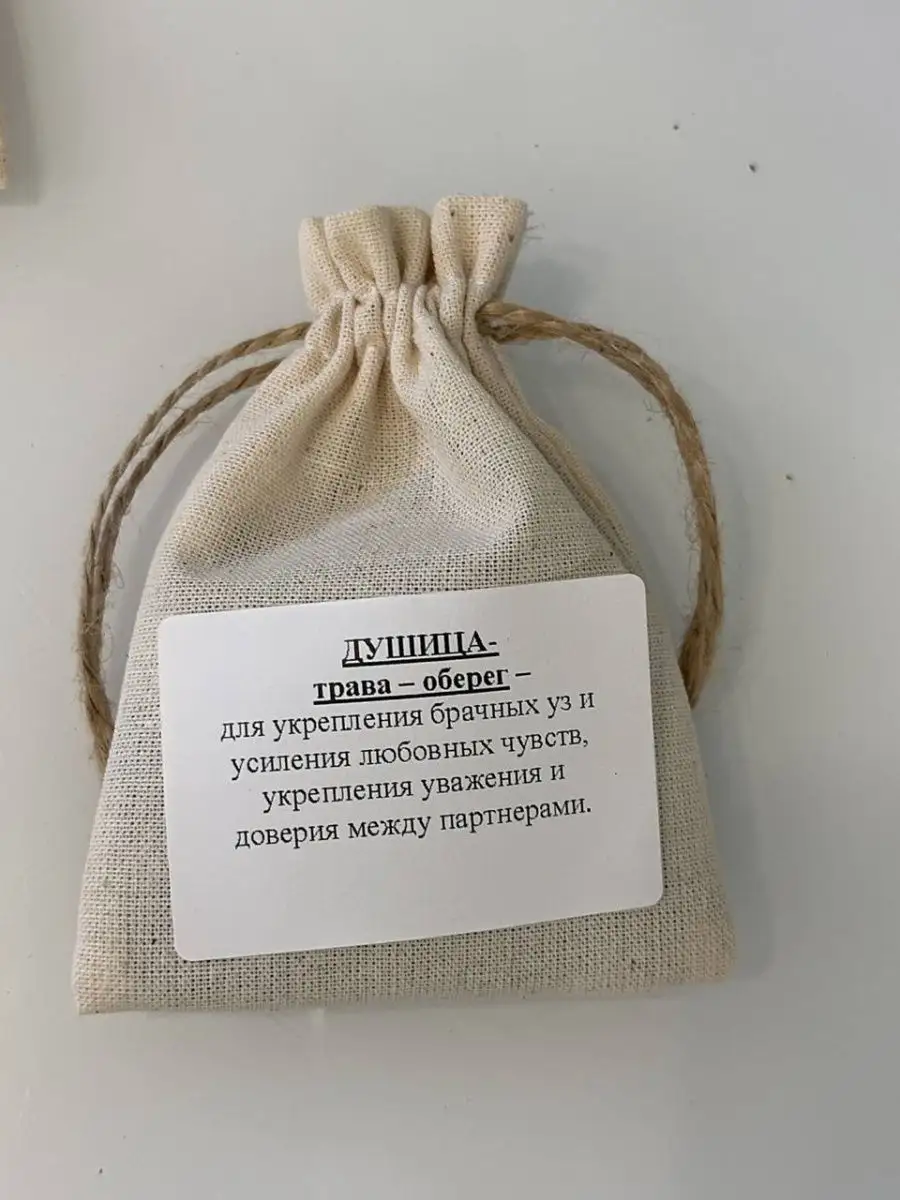 ДУШИЦА-
трава – оберег –
для укрепления брачных уз и
усиления любовных чувств,
укрепления уважения и
доверия между партнерами.